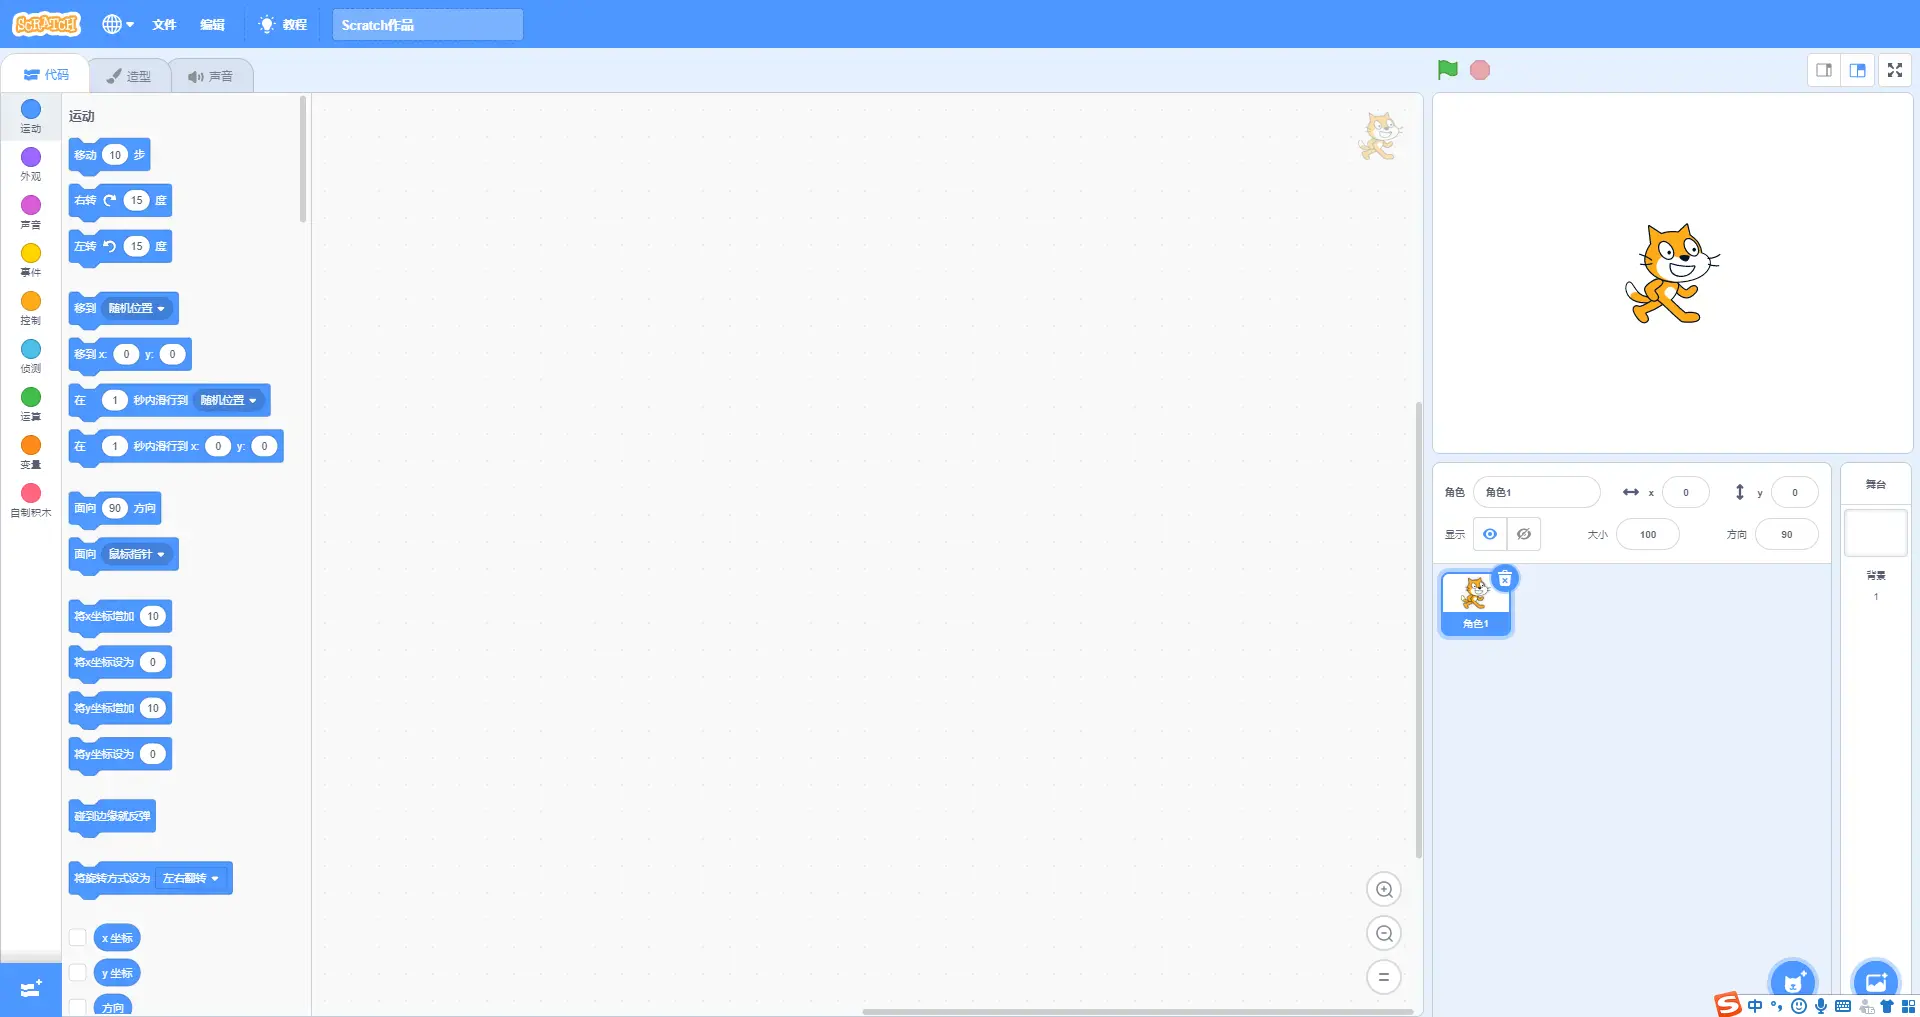 SCRATCH 文件 编辑 教程 Scratch作品
代码 造型 声音
运动
外观
声音
事件
控制
侦测
运算
变量
自制积木
运动
移动 10 步
右转 15 度
左转 15 度
移到 随机位置
移到 x: 0 y: 0
在 1 秒内滑行到 随机位置
在 1 秒内滑行到 x: 0 y: 0
面向 90 方向
面向 鼠标指针
将x坐标增加 10
将x坐标设为 0
将y坐标增加 10
将y坐标设为 0
碰到边缘就反弹
将旋转方式设为 左右翻转
x 坐标
y 坐标
方向
角色 角色1 x 0 y 0
显示 大小 100 方向 90
角色1
舞台
背景
1
S 中